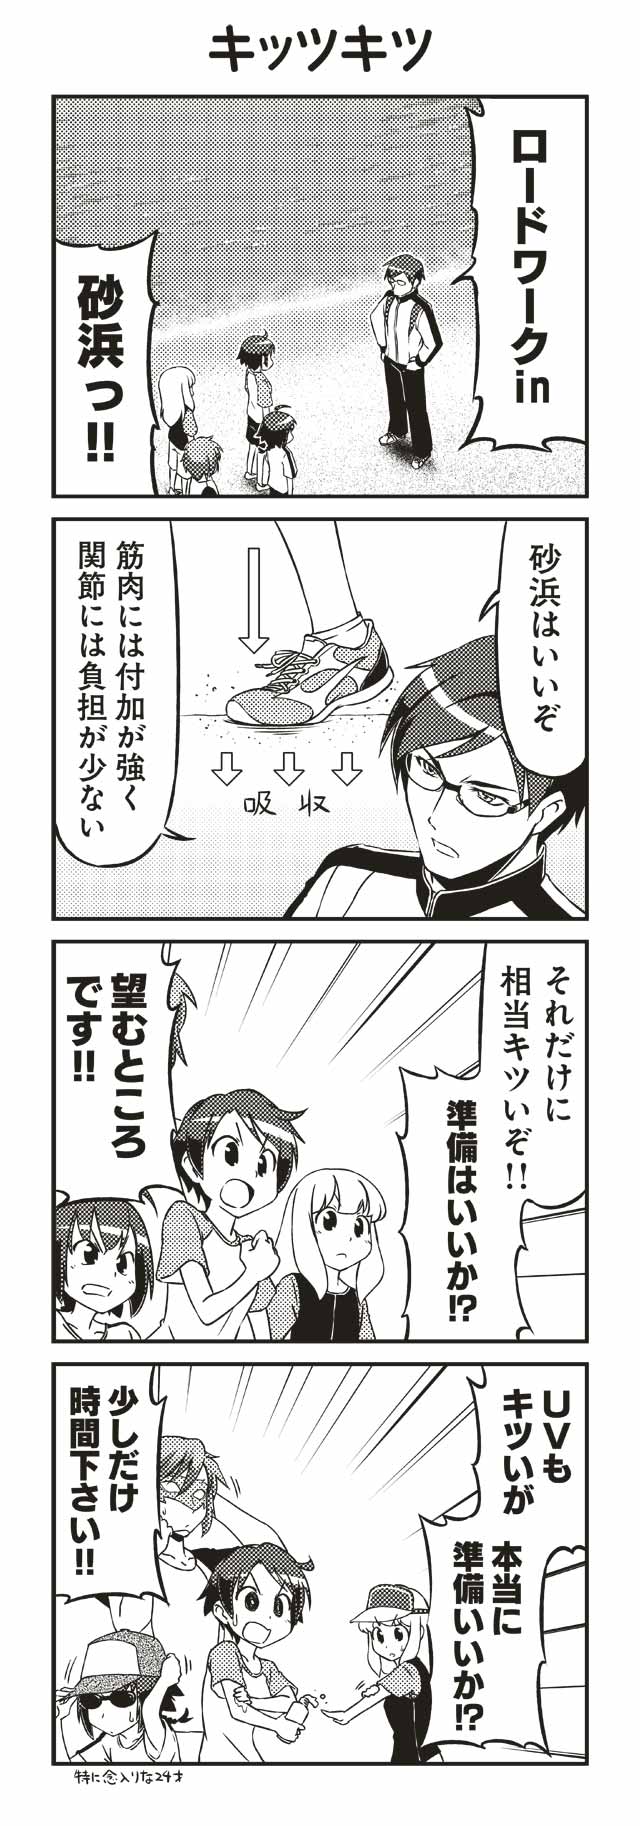 キッツキツ
ロードワークin
砂浜っ!!
砂浜はいいぞ
筋肉には付加が強く
関節には負担が少ない
吸収
それだけに
相当キツいぞ!!
準備はいいか!?
望むところ
です!!
UVも
キツいが
本当に
準備いいか!?
少しだけ
時間下さい!!
特に念入りな24才